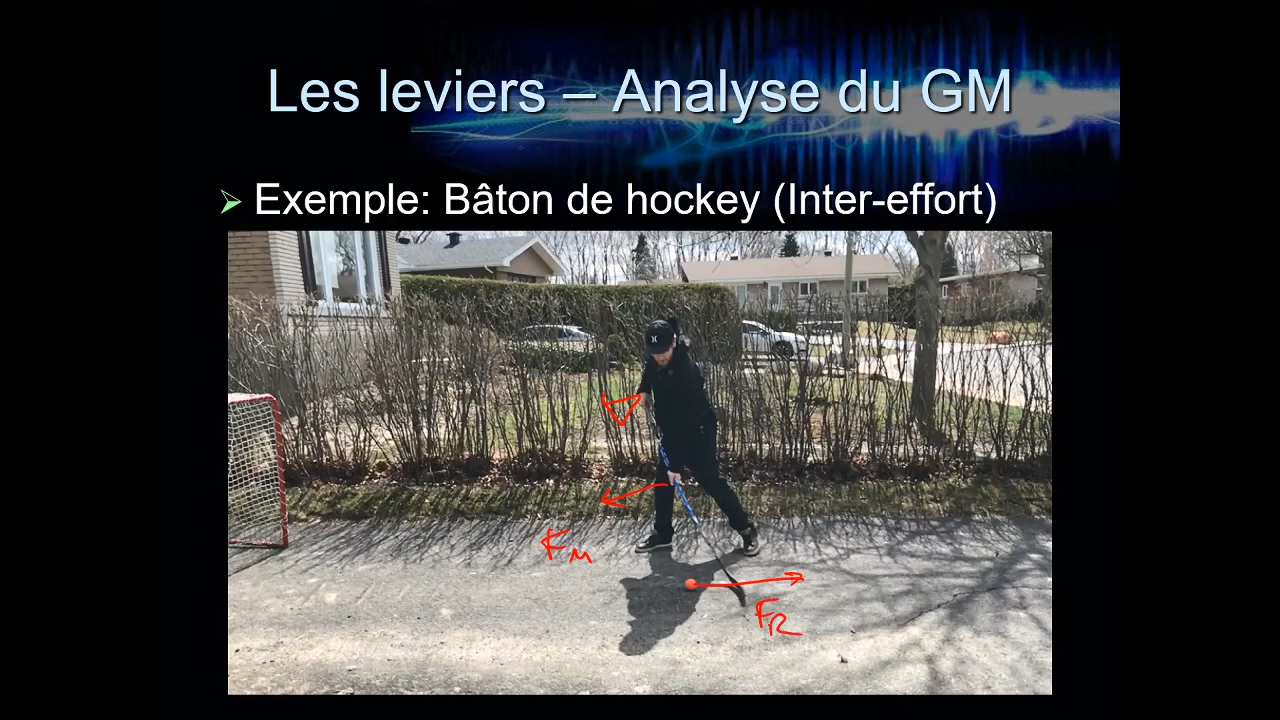 Les leviers – Analyse du GM
Exemple: Bâton de hockey (Inter-effort)
FM
FR